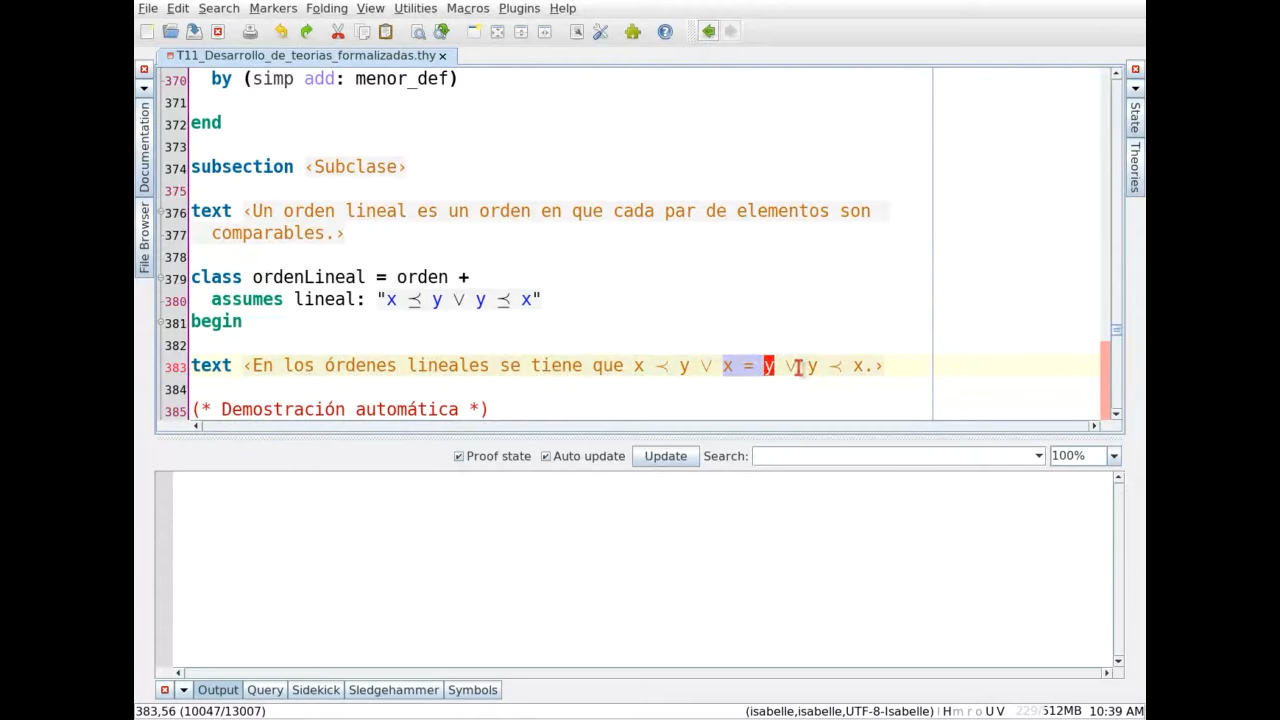 File Edit Search Markers Folding View Utilities Macros Plugins Help
T11_Desarrollo_de_teorias_formalizadas.thy
370 by (simp add: menor_def)
371
372 end
373
374 subsection ‹Subclase›
375
376 text ‹Un orden lineal es un orden en que cada par de elementos son
377 comparables.›
378
379 class ordenLineal = orden +
380 assumes lineal: "x ⪯ y ∨ y ⪯ x"
381 begin
382
383 text ‹En los órdenes lineales se tiene que x ≺ y ∨ x = y ∨ y ≺ x.›
384
385 (* Demostración automática *)
Documentation
File Browser
State
Theories
Proof state Auto update Update Search: 100%
Output Query Sidekick Sledgehammer Symbols
383,56 (10047/13007) (isabelle,isabelle,UTF-8-Isabelle) H m r o U V 229/512MB 10:39 AM